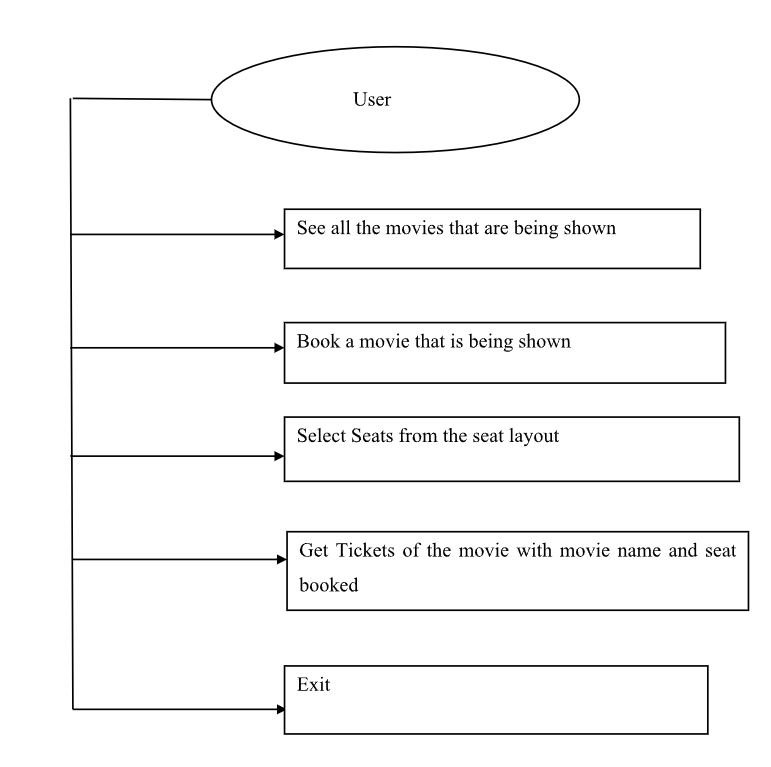 User
See all the movies that are being shown
Book a movie that is being shown
Select Seats from the seat layout
Get Tickets of the movie with movie name and seat
booked
Exit